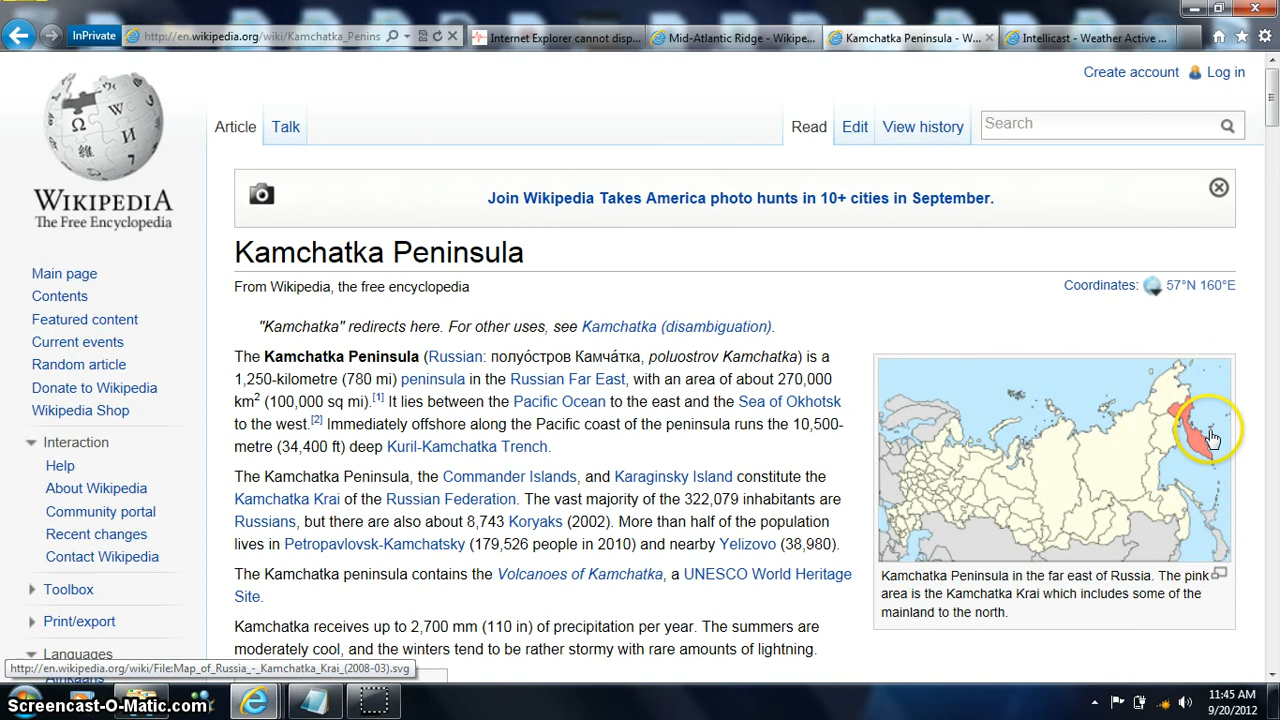 InPrivate
http://en.wikipedia.org/wiki/Kamchatka_Penins
Internet Explorer cannot disp...
Mid-Atlantic Ridge - Wikipe...
Kamchatka Peninsula - W...
Intellicast - Weather Active ...
Create account
Log in
Article
Talk
Read
Edit
View history
Search
WIKIPEDIA
The Free Encyclopedia
Join Wikipedia Takes America photo hunts in 10+ cities in September.
Kamchatka Peninsula
From Wikipedia, the free encyclopedia
Coordinates: 57°N 160°E
"Kamchatka" redirects here. For other uses, see Kamchatka (disambiguation).
The Kamchatka Peninsula (Russian: полуо́стров Камча́тка, poluostrov Kamchatka) is a
1,250-kilometre (780 mi) peninsula in the Russian Far East, with an area of about 270,000
km2 (100,000 sq mi).[1] It lies between the Pacific Ocean to the east and the Sea of Okhotsk
to the west.[2] Immediately offshore along the Pacific coast of the peninsula runs the 10,500-
metre (34,400 ft) deep Kuril-Kamchatka Trench.
The Kamchatka Peninsula, the Commander Islands, and Karaginsky Island constitute the
Kamchatka Krai of the Russian Federation. The vast majority of the 322,079 inhabitants are
Russians, but there are also about 8,743 Koryaks (2002). More than half of the population
lives in Petropavlovsk-Kamchatsky (179,526 people in 2010) and nearby Yelizovo (38,980).
The Kamchatka peninsula contains the Volcanoes of Kamchatka, a UNESCO World Heritage
Site.
Kamchatka receives up to 2,700 mm (110 in) of precipitation per year. The summers are
moderately cool, and the winters tend to be rather stormy with rare amounts of lightning.
Kamchatka Peninsula in the far east of Russia. The pink
area is the Kamchatka Krai which includes some of the
mainland to the north.
Main page
Contents
Featured content
Current events
Random article
Donate to Wikipedia
Wikipedia Shop
Interaction
Help
About Wikipedia
Community portal
Recent changes
Contact Wikipedia
Toolbox
Print/export
Languages
Afrikaans
http://en.wikipedia.org/wiki/File:Map_of_Russia_-_Kamchatka_Krai_(2008-03).svg
Screencast-O-Matic.com
11:45 AM
9/20/2012